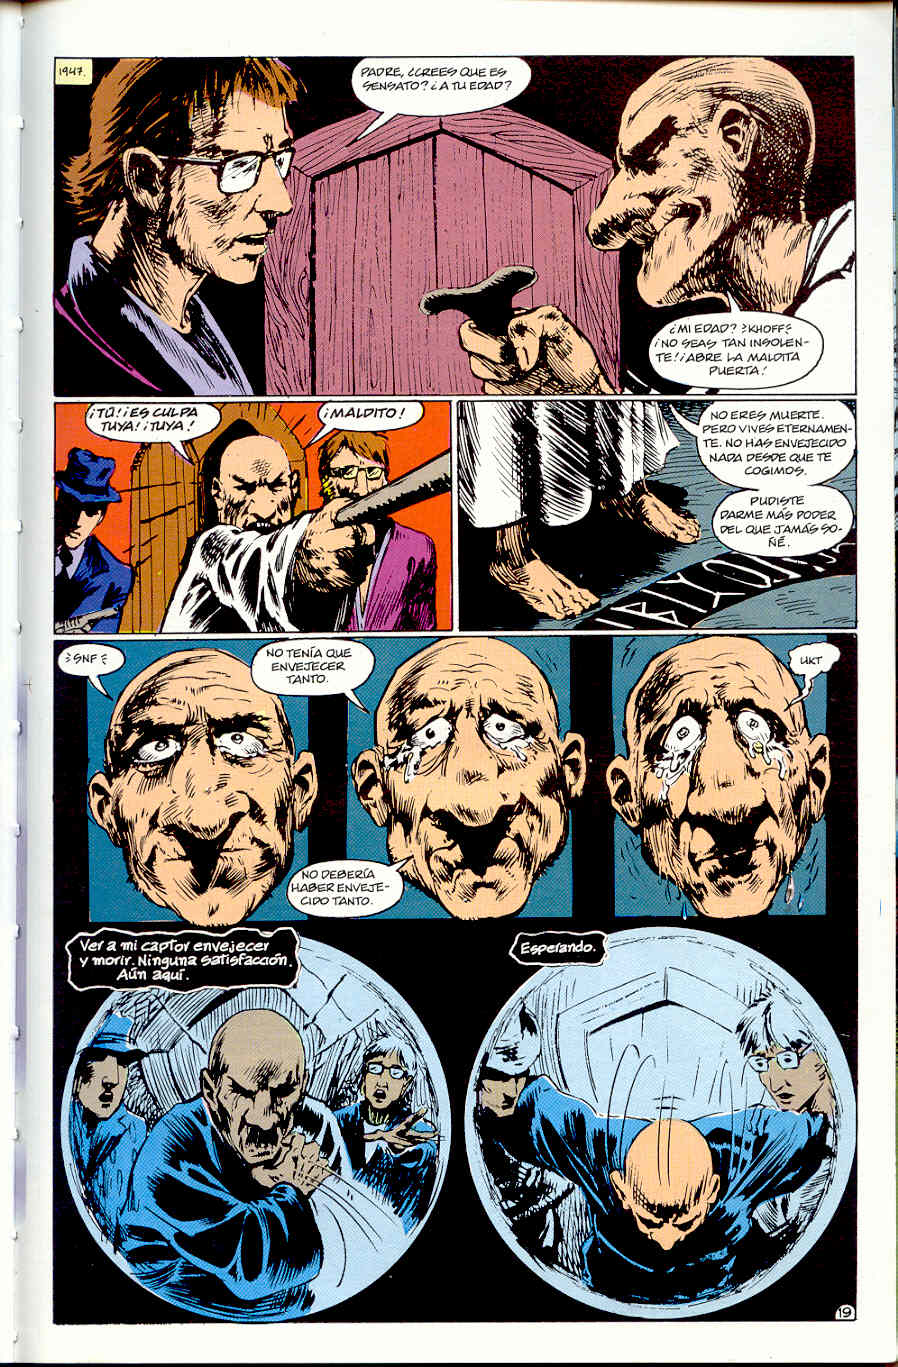 1947.
PADRE, ¿CREES QUE ES
SENSATO? ¿A TU EDAD?
¿MI EDAD? KHOFF
¡NO SEAS TAN INSOLEN-
TE! ¡ABRE LA MALDITA
PUERTA!
¡TÚ! ¡ES CULPA
TUYA! ¡TUYA!
¡MALDITO!
NO ERES MUERTE.
PERO VIVES ETERNAMEN-
TE. NO HAS ENVEJECIDO
NADA DESDE QUE TE
COGIMOS.
PUDISTE
DARME MÁS PODER
DEL QUE JAMÁS SO-
ÑÉ.
SNF
NO TENÍA QUE
ENVEJECER
TANTO.
NO DEBERÍA
HABER ENVEJE-
CIDO TANTO.
UKT
Ver a mi captor envejecer
y morir. Ninguna satisfacción.
Aún aquí.
Esperando.
19